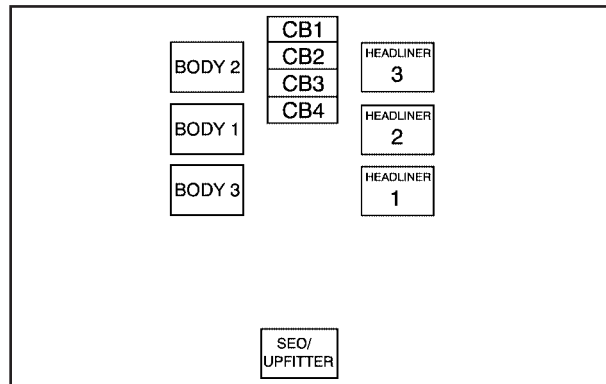 CB1
CB2
CB3
CB4
BODY 2
BODY 1
BODY 3
HEADLINER
3
HEADLINER
2
HEADLINER
1
SEO/
UPFITTER